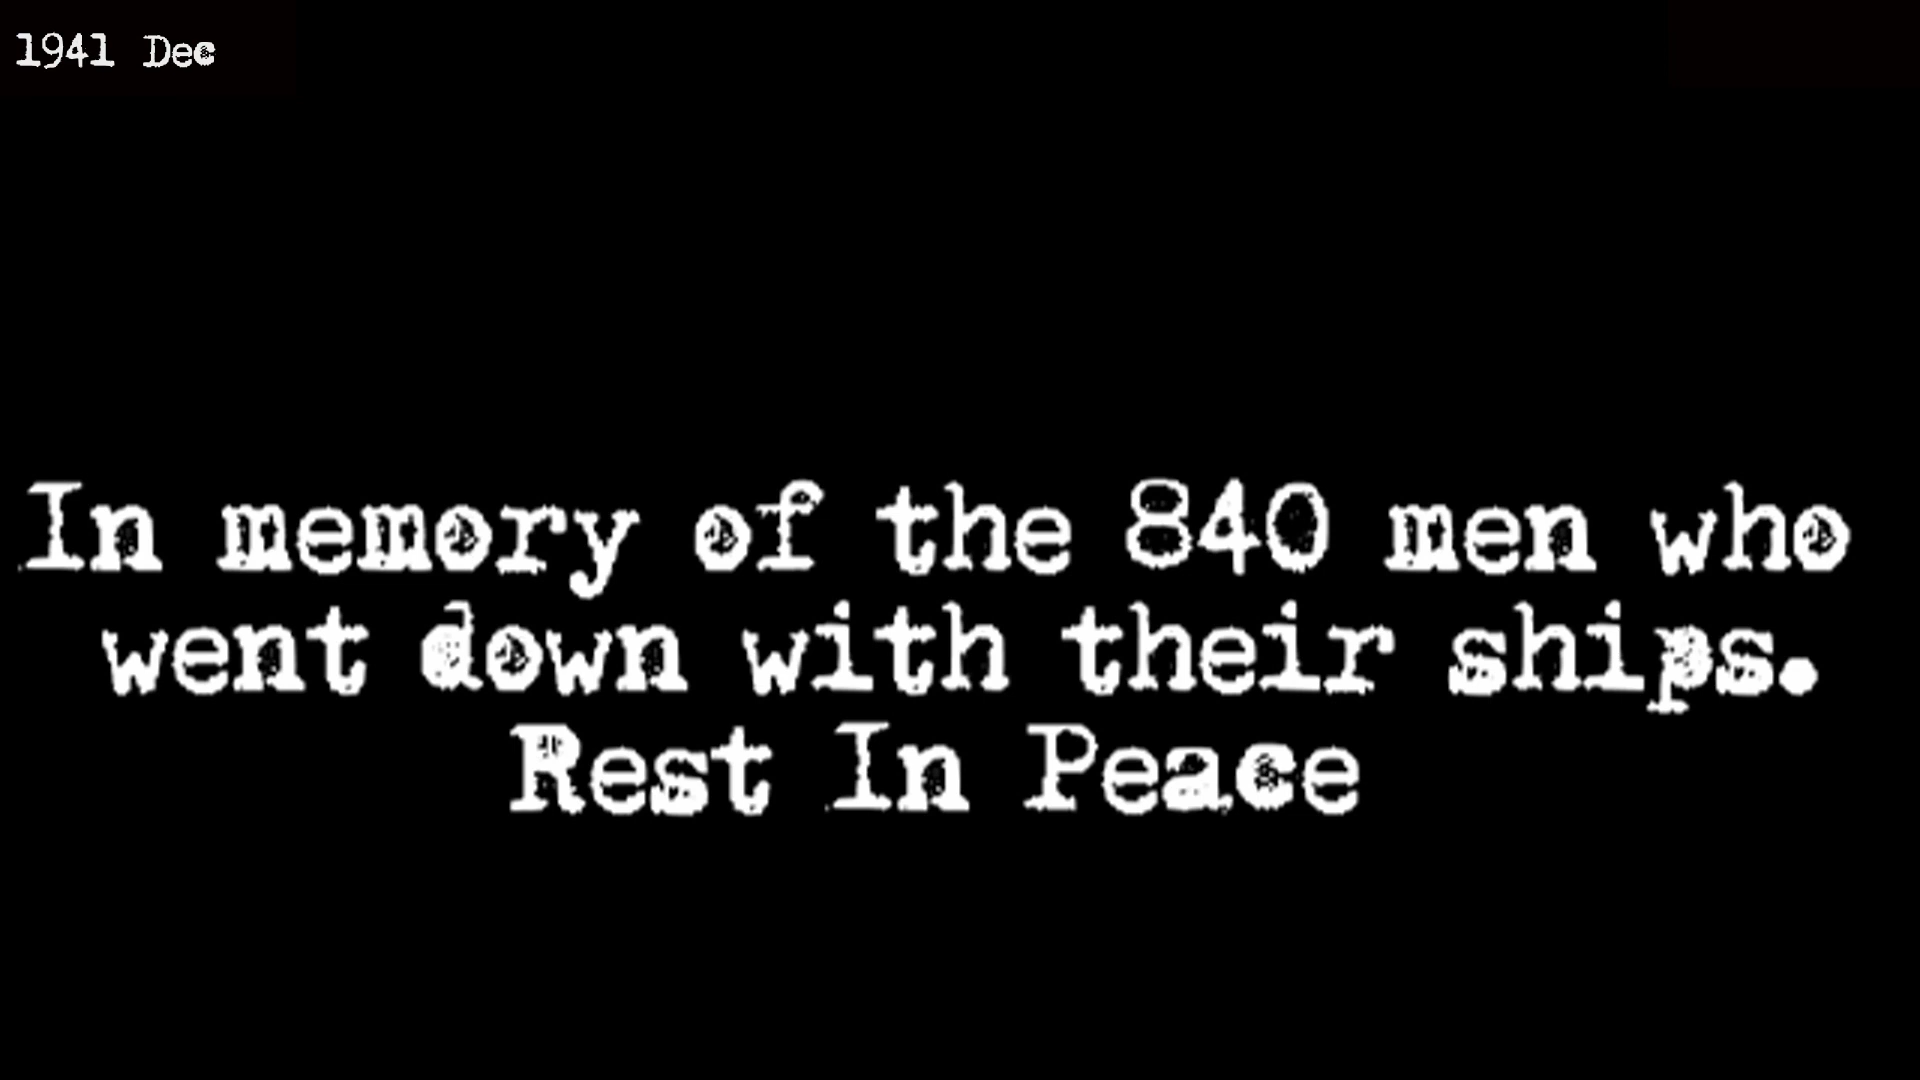 1941 Dec
In memory of the 840 men who
went down with their ships.
Rest In Peace